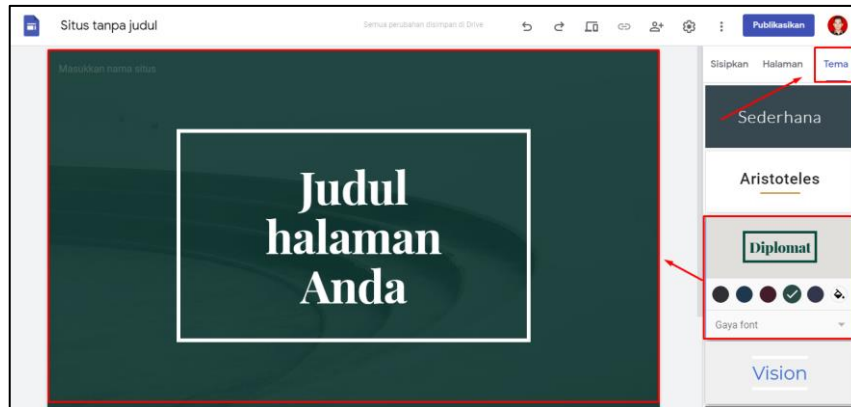 Situs tanpa judul
Semua perubahan disimpan di Drive
Publikasikan
Masukkan nama situs
Judul
halaman
Anda
Sisipkan Halaman Tema
Sederhana
Aristoteles
Diplomat
Gaya font
Vision